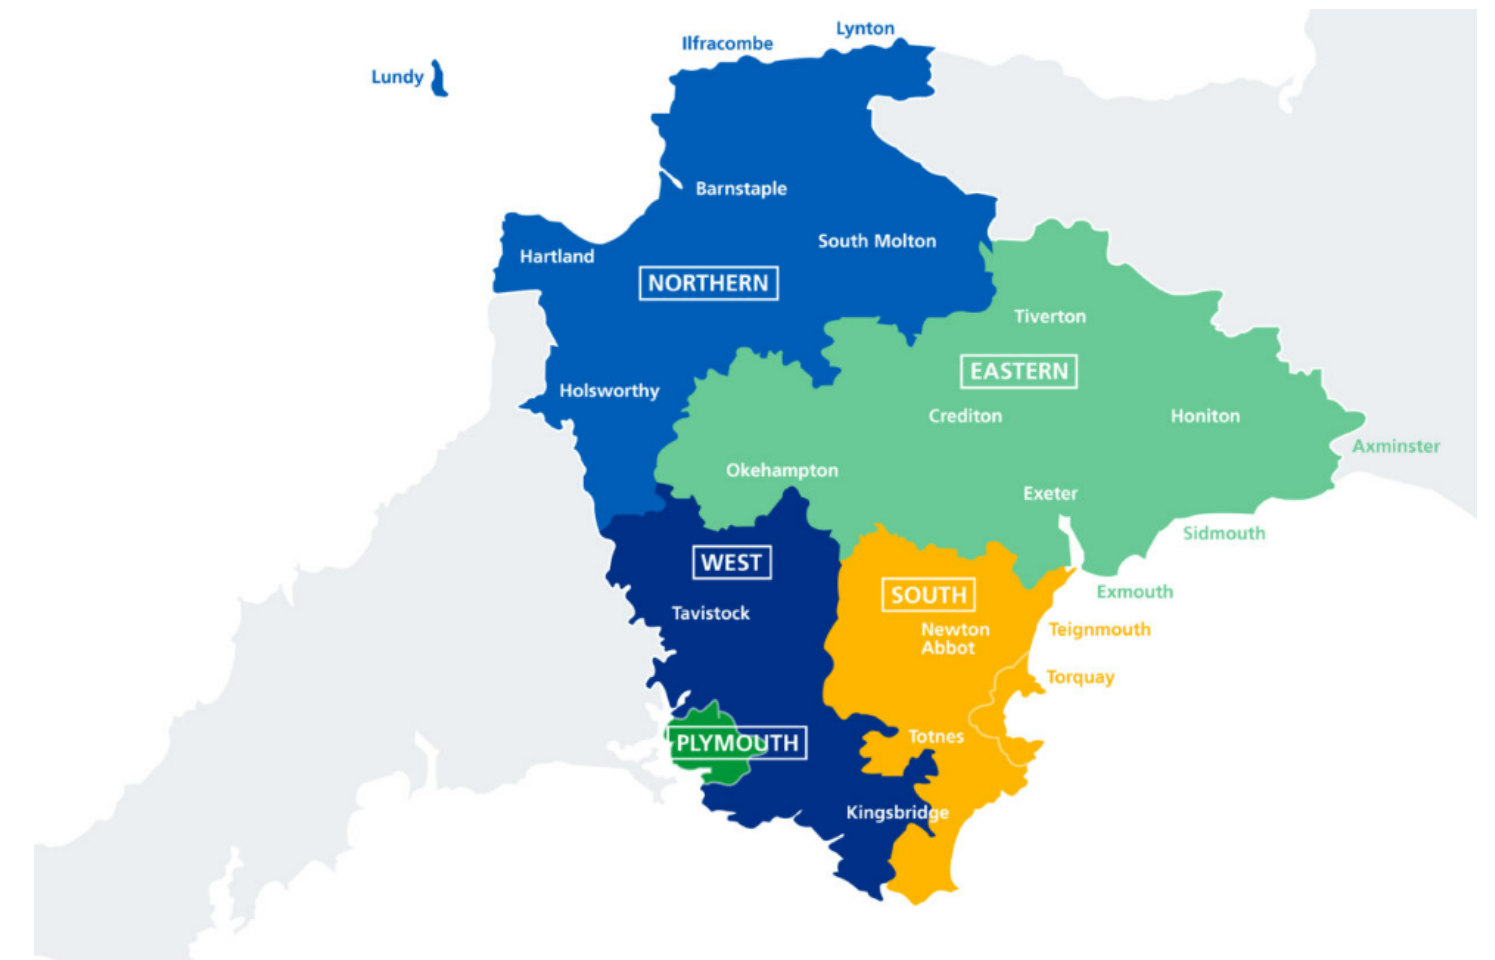 Lynton
Ilfracombe
Lundy
Barnstaple
South Molton
Hartland
NORTHERN
Tiverton
EASTERN
Holsworthy
Crediton
Honiton
Axminster
Okehampton
Exeter
Sidmouth
WEST
Exmouth
SOUTH
Tavistock
Newton
Abbot
Teignmouth
Torquay
Totnes
PLYMOUTH
Kingsbridge